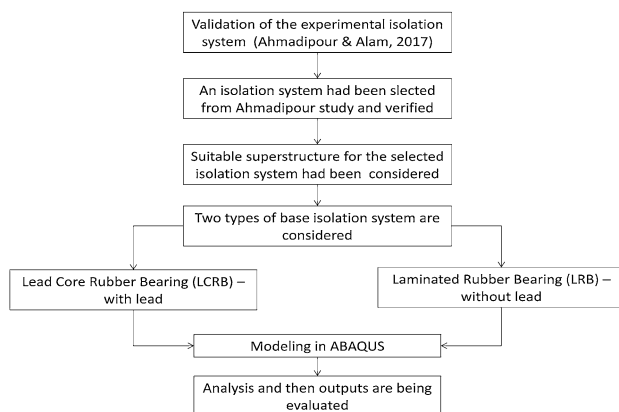 Validation of the experimental isolation
system (Ahmadipour & Alam, 2017)
An isolation system had been slected
from Ahmadipour study and verified
Suitable superstructure for the selected
isolation system had been considered
Two types of base isolation system are
considered
Lead Core Rubber Bearing (LCRB) –
with lead
Laminated Rubber Bearing (LRB) –
without lead
Modeling in ABAQUS
Analysis and then outputs are being
evaluated